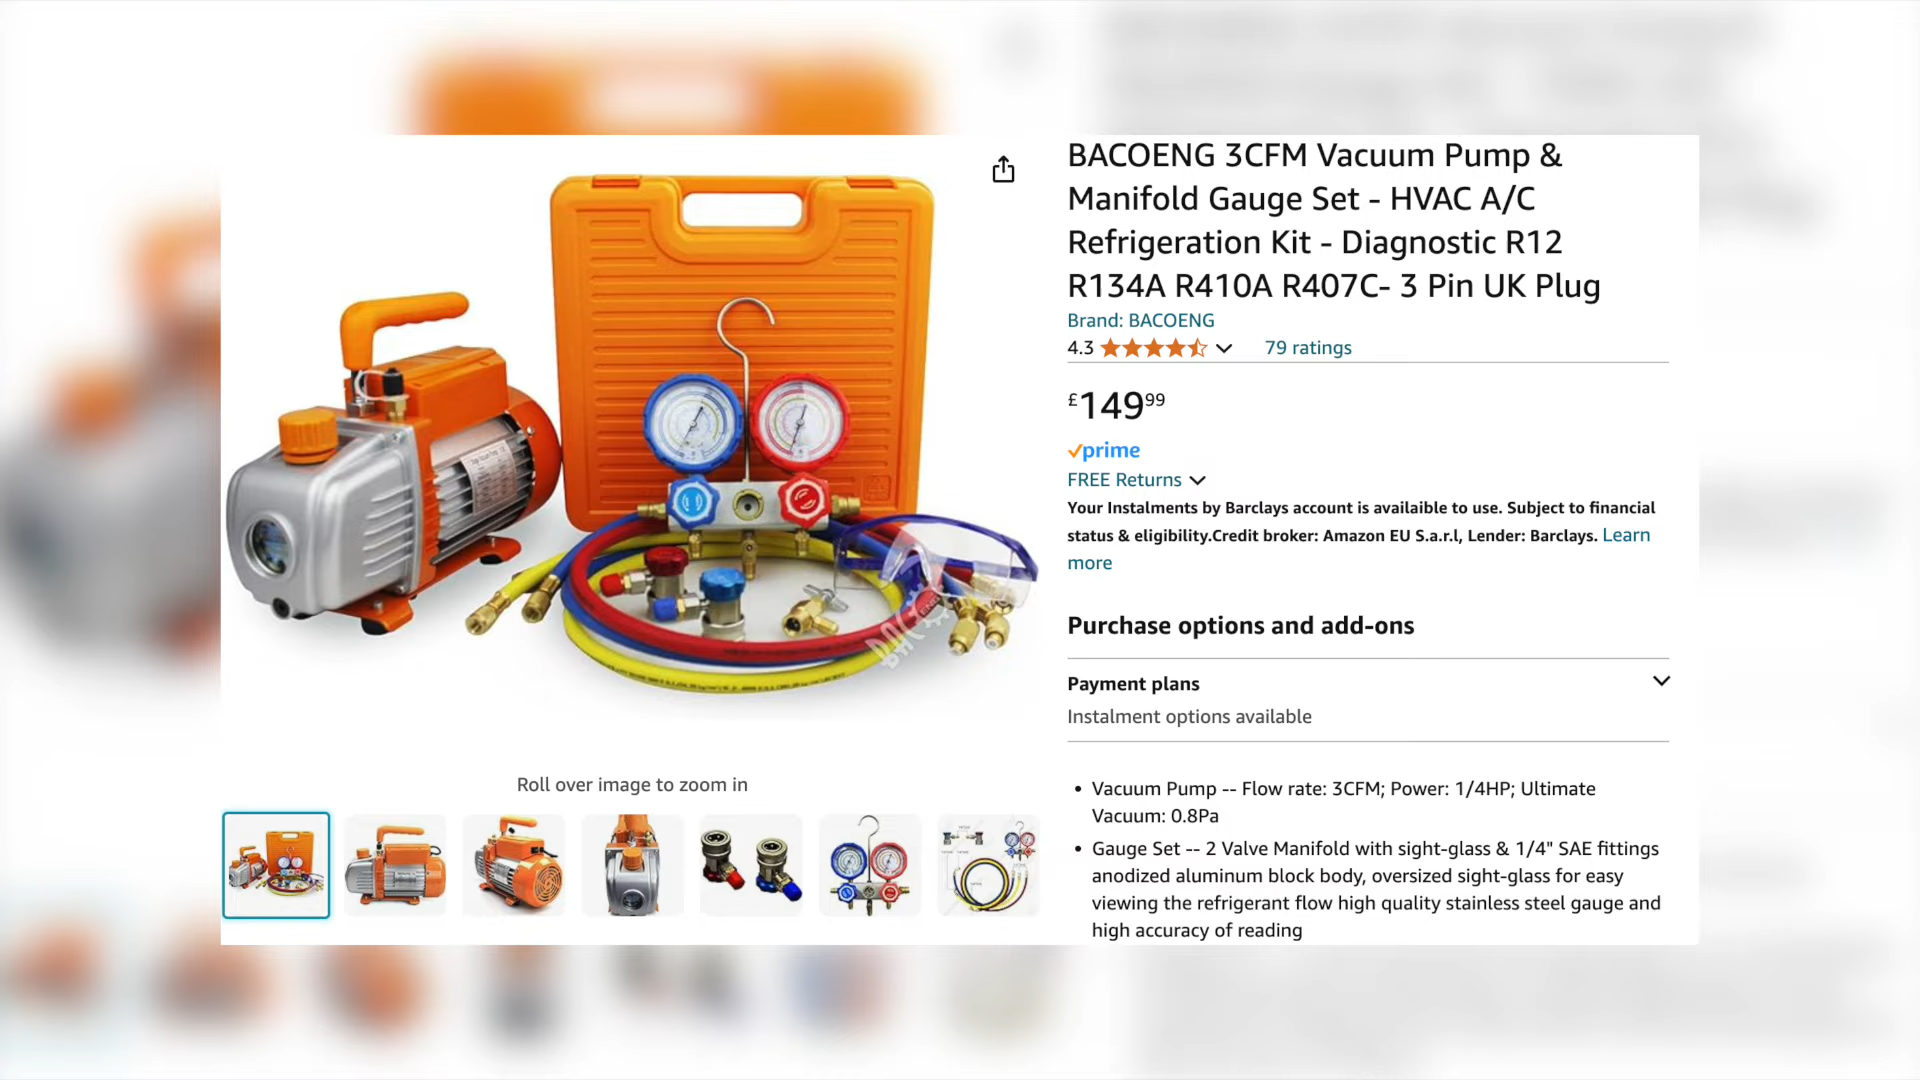 BACOENG 3CFM Vacuum Pump &
Manifold Gauge Set - HVAC A/C
Refrigeration Kit - Diagnostic R12
R134A R410A R407C- 3 Pin UK Plug
Brand: BACOENG
4.3
79 ratings
£149.99
prime
FREE Returns
Your Instalments by Barclays account is availaible to use. Subject to financial
status & eligibility.Credit broker: Amazon EU S.a.r.l, Lender: Barclays. Learn
more
Purchase options and add-ons
Payment plans
Instalment options available
• Vacuum Pump -- Flow rate: 3CFM; Power: 1/4HP; Ultimate
Vacuum: 0.8Pa
• Gauge Set -- 2 Valve Manifold with sight-glass & 1/4" SAE fittings
anodized aluminum block body, oversized sight-glass for easy
viewing the refrigerant flow high quality stainless steel gauge and
high accuracy of reading
BACOENG
Roll over image to zoom in